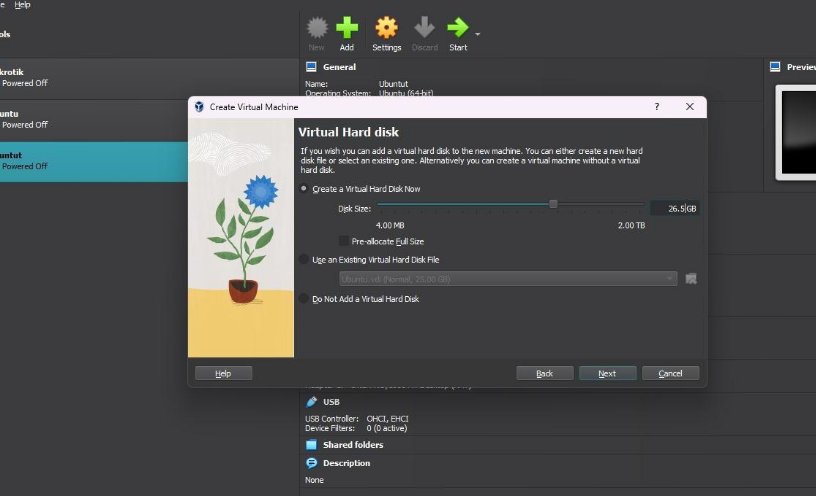 Help
ols
New
Add
Settings
Discard
Start
krotik
Powered Off
untu
Powered Off
untut
Powered Off
General
Name: Ubuntut
Operating System: Ubuntu (64-bit)
Preview
Create Virtual Machine
?
Virtual Hard disk
If you wish you can add a virtual hard disk to the new machine. You can either create a new hard
disk file or select an existing one. Alternatively you can create a virtual machine without a virtual
hard disk.
Create a Virtual Hard Disk Now
Disk Size:
26.5 GB
4.00 MB
2.00 TB
Pre-allocate Full Size
Use an Existing Virtual Hard Disk File
Ubuntu.vdi (Normal, 25.00 GB)
Do Not Add a Virtual Hard Disk
Help
Back
Next
Cancel
USB
USB Controller: OHCI, EHCI
Device Filters: 0 (0 active)
Shared folders
Description
None